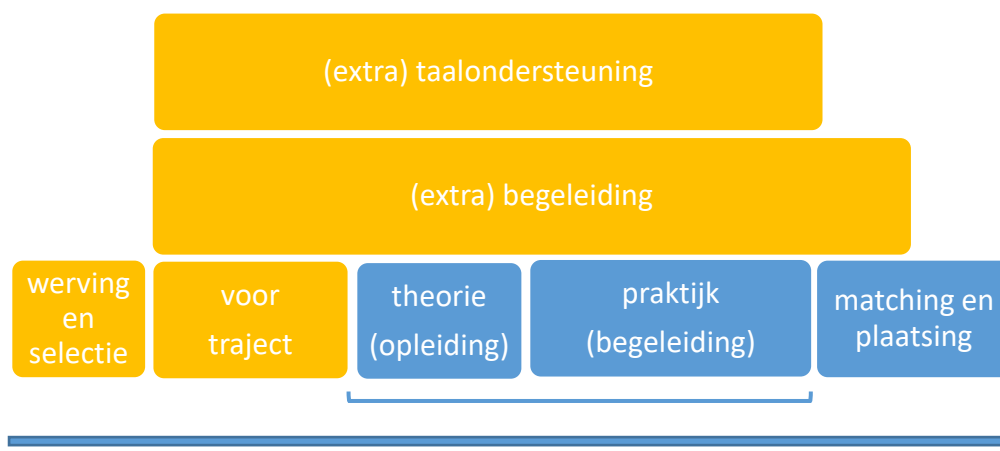 (extra) taalondersteuning
(extra) begeleiding
werving
en
selectie
voor
traject
theorie
(opleiding)
praktijk
(begeleiding)
matching en
plaatsing